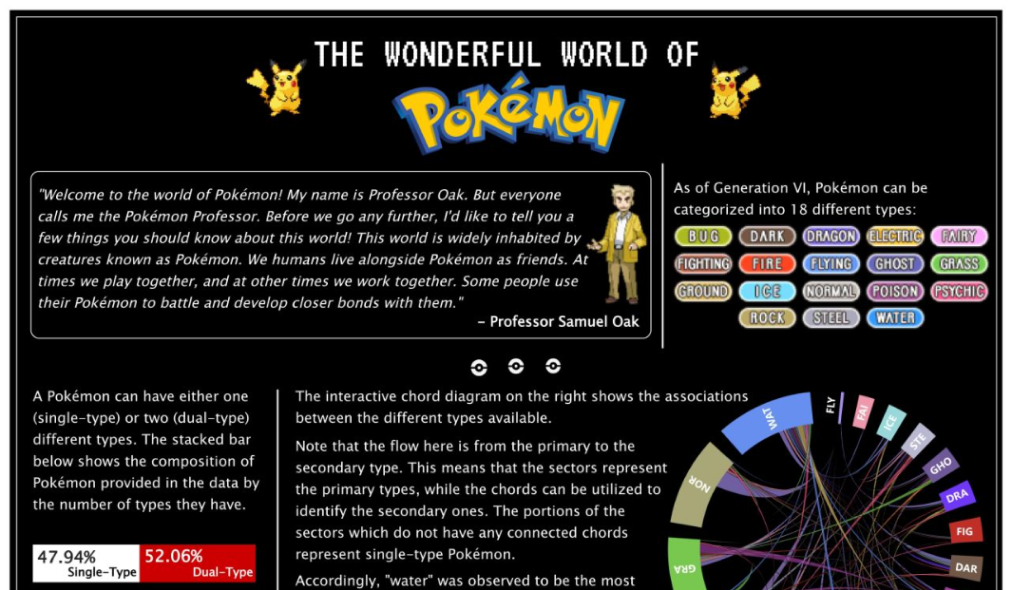 THE WONDERFUL WORLD OF
POKéMON
"Welcome to the world of Pokémon! My name is Professor Oak. But everyone
calls me the Pokémon Professor. Before we go any further, I'd like to tell you a
few things you should know about this world! This world is widely inhabited by
creatures known as Pokémon. We humans live alongside Pokémon as friends. At
times we play together, and at other times we work together. Some people use
their Pokémon to battle and develop closer bonds with them."
– Professor Samuel Oak
As of Generation VI, Pokémon can be
categorized into 18 different types:
BUG DARK DRAGON ELECTRIC FAIRY
FIGHTING FIRE FLYING GHOST GRASS
GROUND ICE NORMAL POISON PSYCHIC
ROCK STEEL WATER
A Pokémon can have either one
(single-type) or two (dual-type)
different types. The stacked bar
below shows the composition of
Pokémon provided in the data by
the number of types they have.
47.94% 52.06%
Single-Type Dual-Type
The interactive chord diagram on the right shows the associations
between the different types available.
Note that the flow here is from the primary to the
secondary type. This means that the sectors represent
the primary types, while the chords can be utilized to
identify the secondary ones. The portions of the
sectors which do not have any connected chords
represent single-type Pokémon.
Accordingly, "water" was observed to be the most
GRA
NOR
WAT
FLY
FAI
ICE
STE
GHO
DRA
FIG
DAR